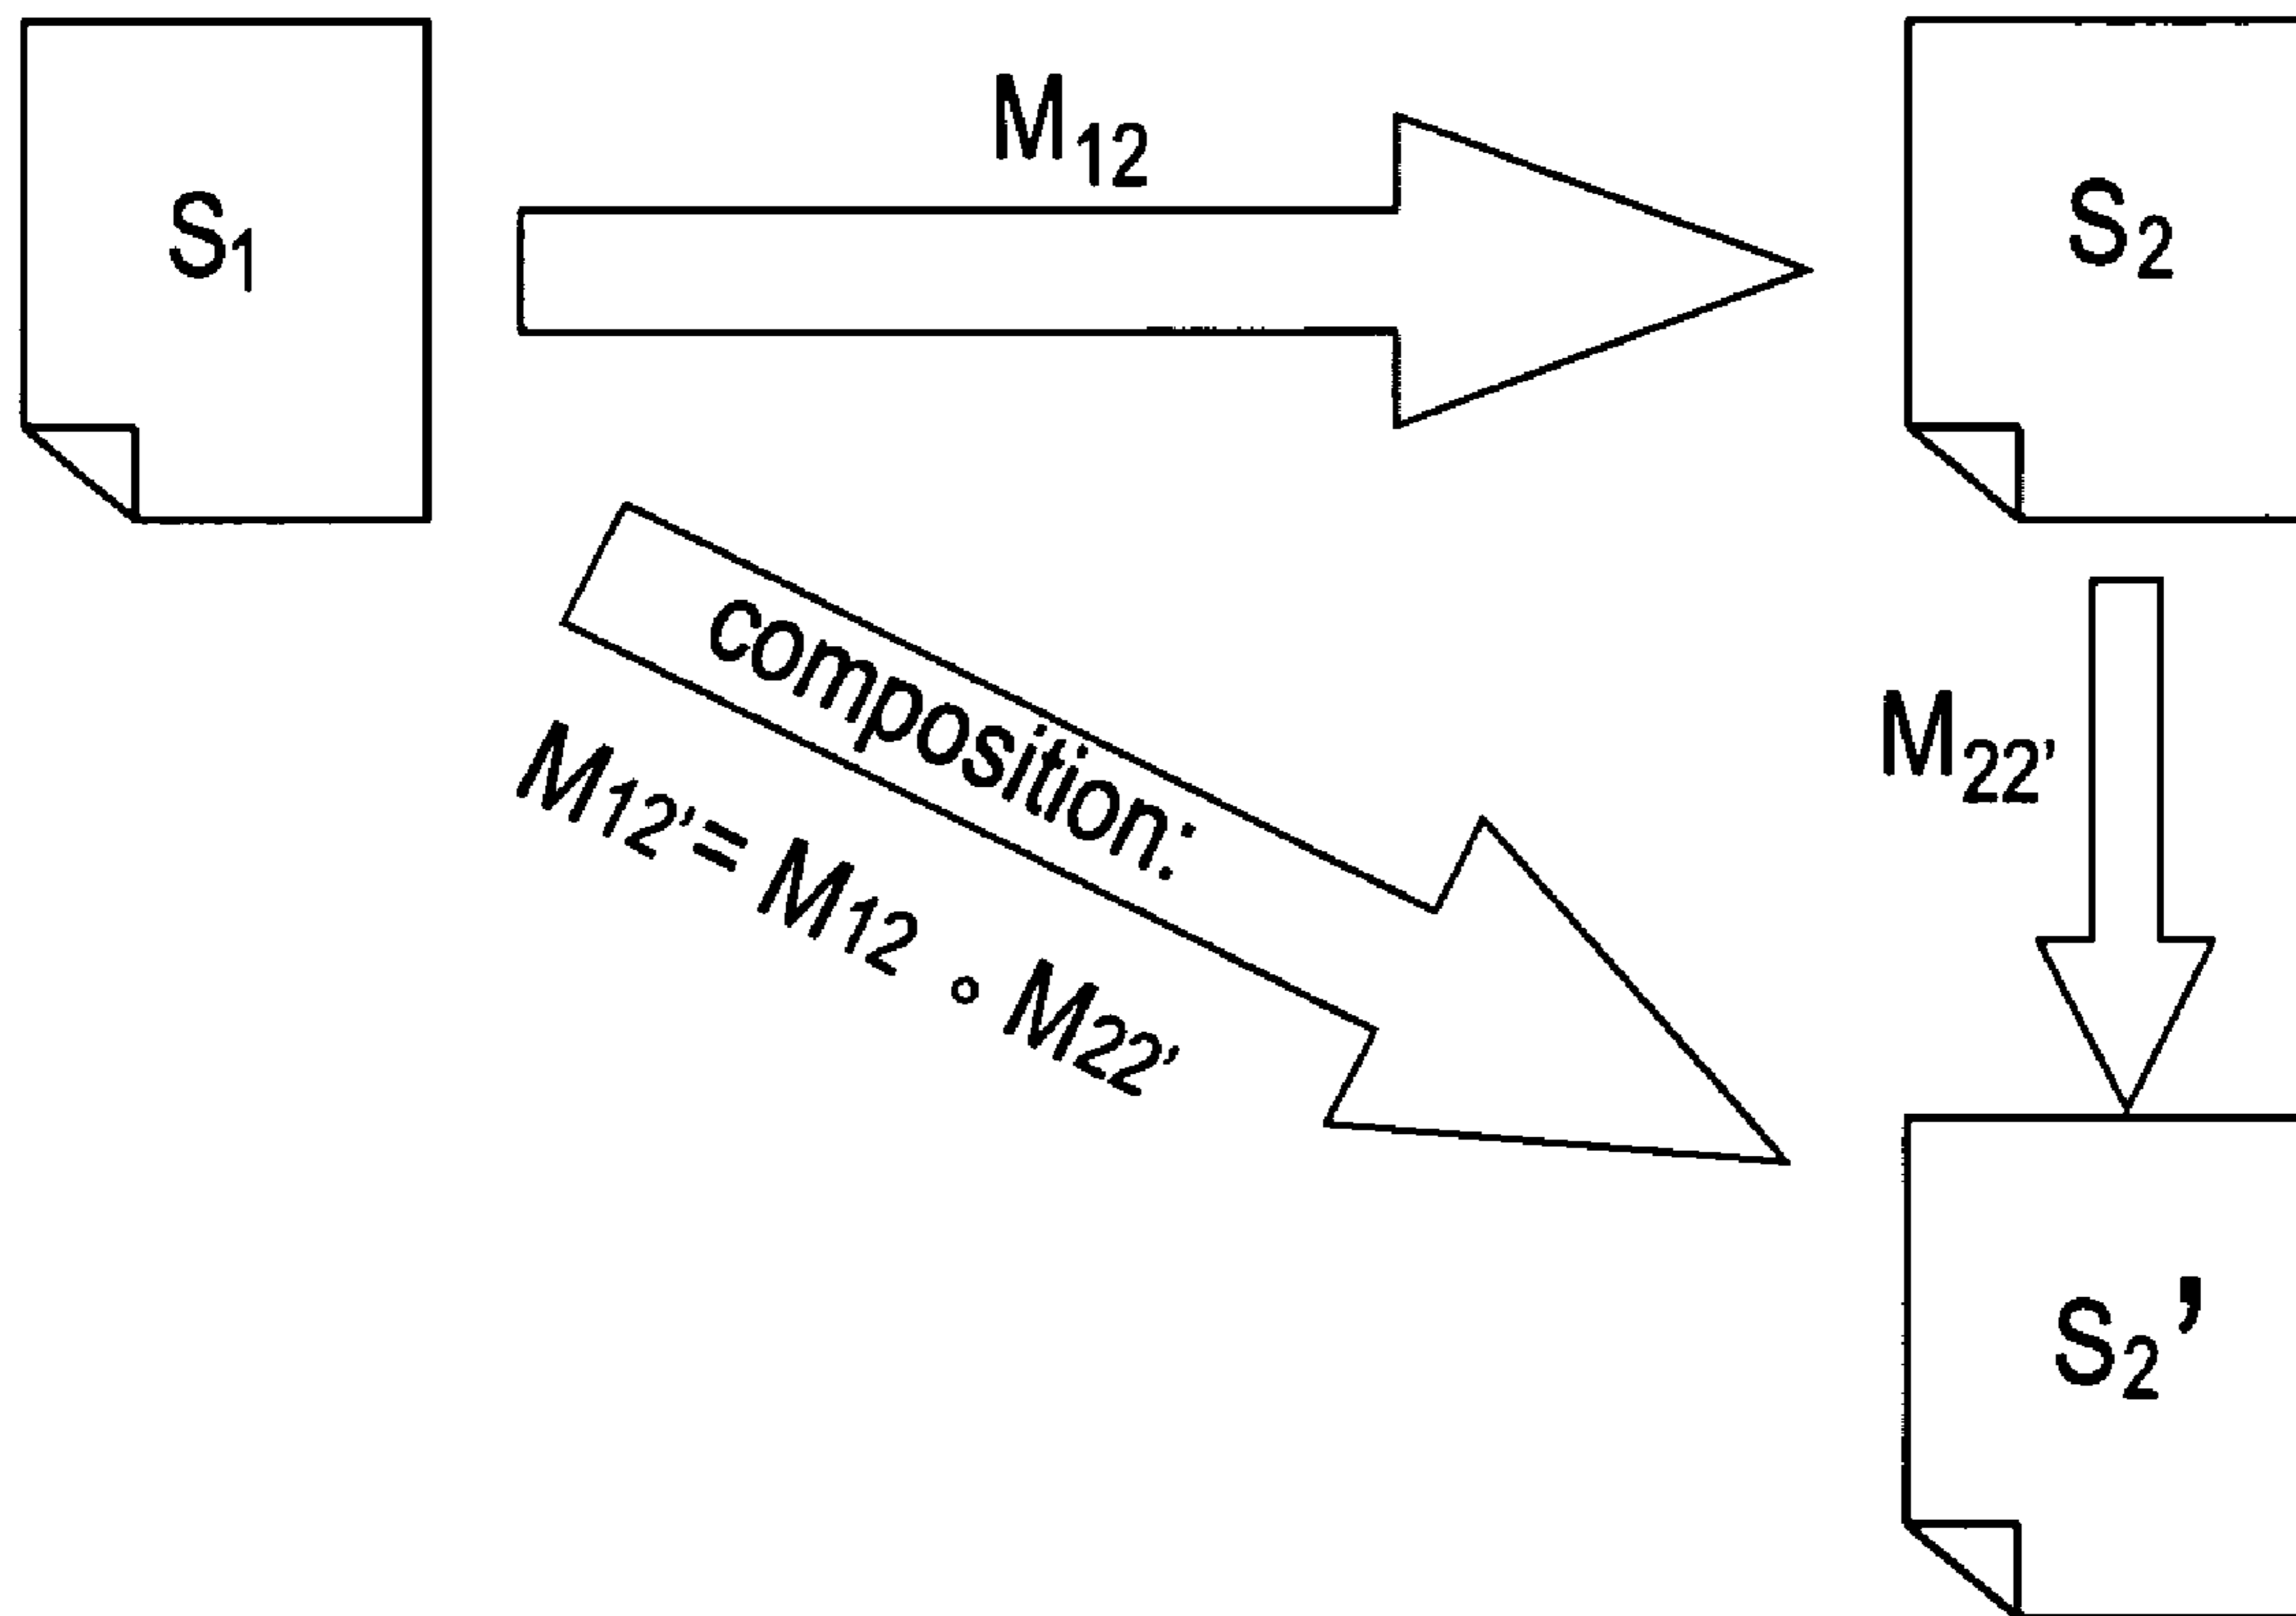 M₁₂
S₁
S₂
composition:
M₁₂'= M₁₂ ∘ M₂₂'
M₂₂'
S₂'